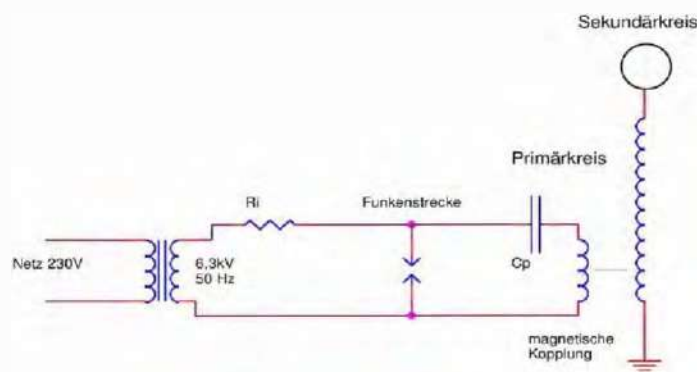 Sekundärkreis
Primärkreis
Ri
Funkenstrecke
Netz 230V
6,3kV
50 Hz
Cp
magnetische
Kopplung